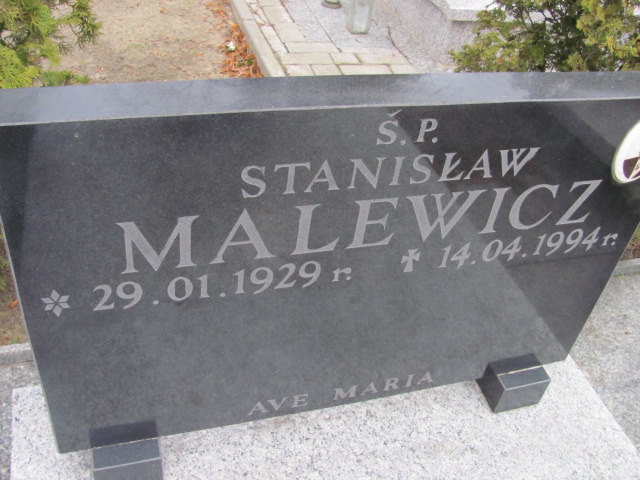 Ś.P.
STANISŁAW
MALEWICZ
29.01.1929 r. 14.04.1994 r.
AVE MARIA